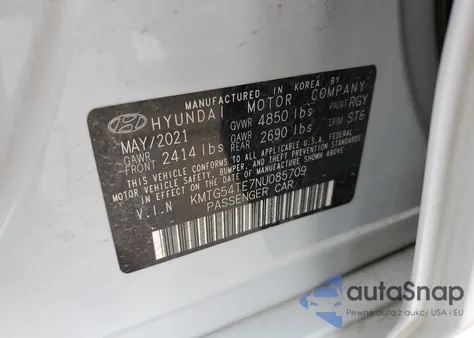 MANUFACTURED IN KOREA BY
HYUNDAI MOTOR COMPANY
MAY/2021 GVWR 4850 lbs PAINT RGY
GAWR FRONT 2414 lbs GAWR REAR 2690 lbs TRIM ST6
THIS VEHICLE CONFORMS TO ALL APPLICABLE U.S.A. FEDERAL
MOTOR VEHICLE SAFETY, BUMPER, AND THEFT PREVENTION STANDARDS
IN EFFECT ON THE DATE OF MANUFACTURE SHOWN ABOVE.
V.I.N KMTG54TE7NU085709
PASSENGER CAR
autoSnap
Pewne auta z aukcji USA i EU